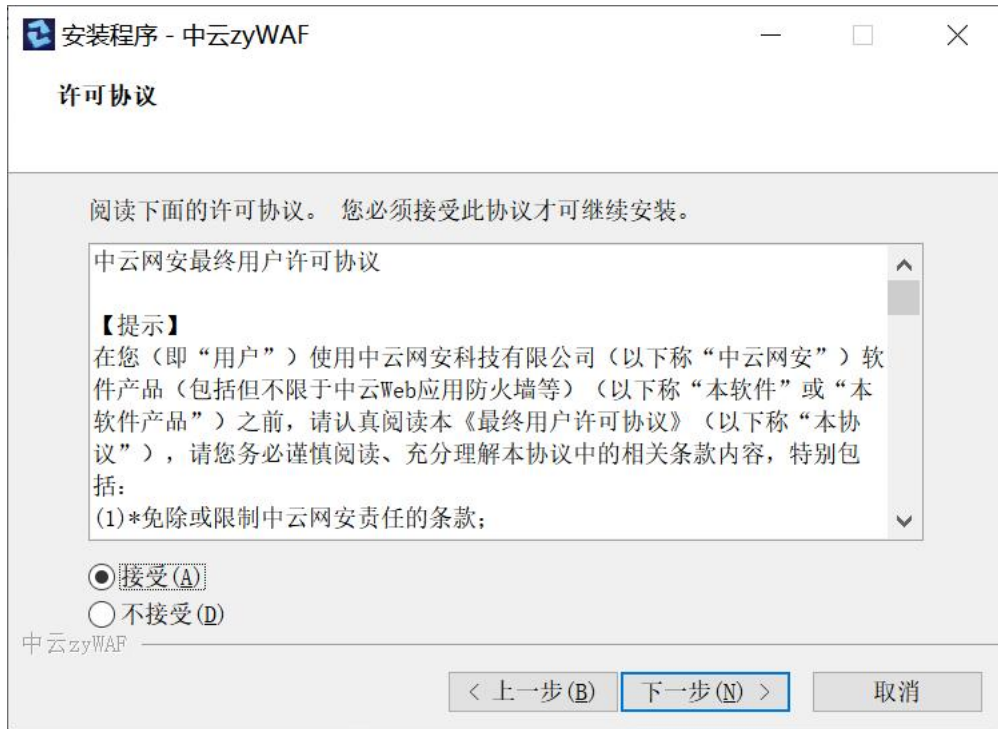 安装程序 - 中云zyWAF
许可协议
阅读下面的许可协议。 您必须接受此协议才可继续安装。
中云网安最终用户许可协议
【提示】
在您（即“用户”）使用中云网安科技有限公司（以下称“中云网安”）软
件产品（包括但不限于中云Web应用防火墙等）（以下称“本软件”或“本
软件产品”）之前，请认真阅读本《最终用户许可协议》（以下称“本协
议”），请您务必谨慎阅读、充分理解本协议中的相关条款内容，特别包
括：
(1)*免除或限制中云网安责任的条款；
接受(A)
不接受(D)
中云zyWAF
< 上一步(B)
下一步(N) >
取消